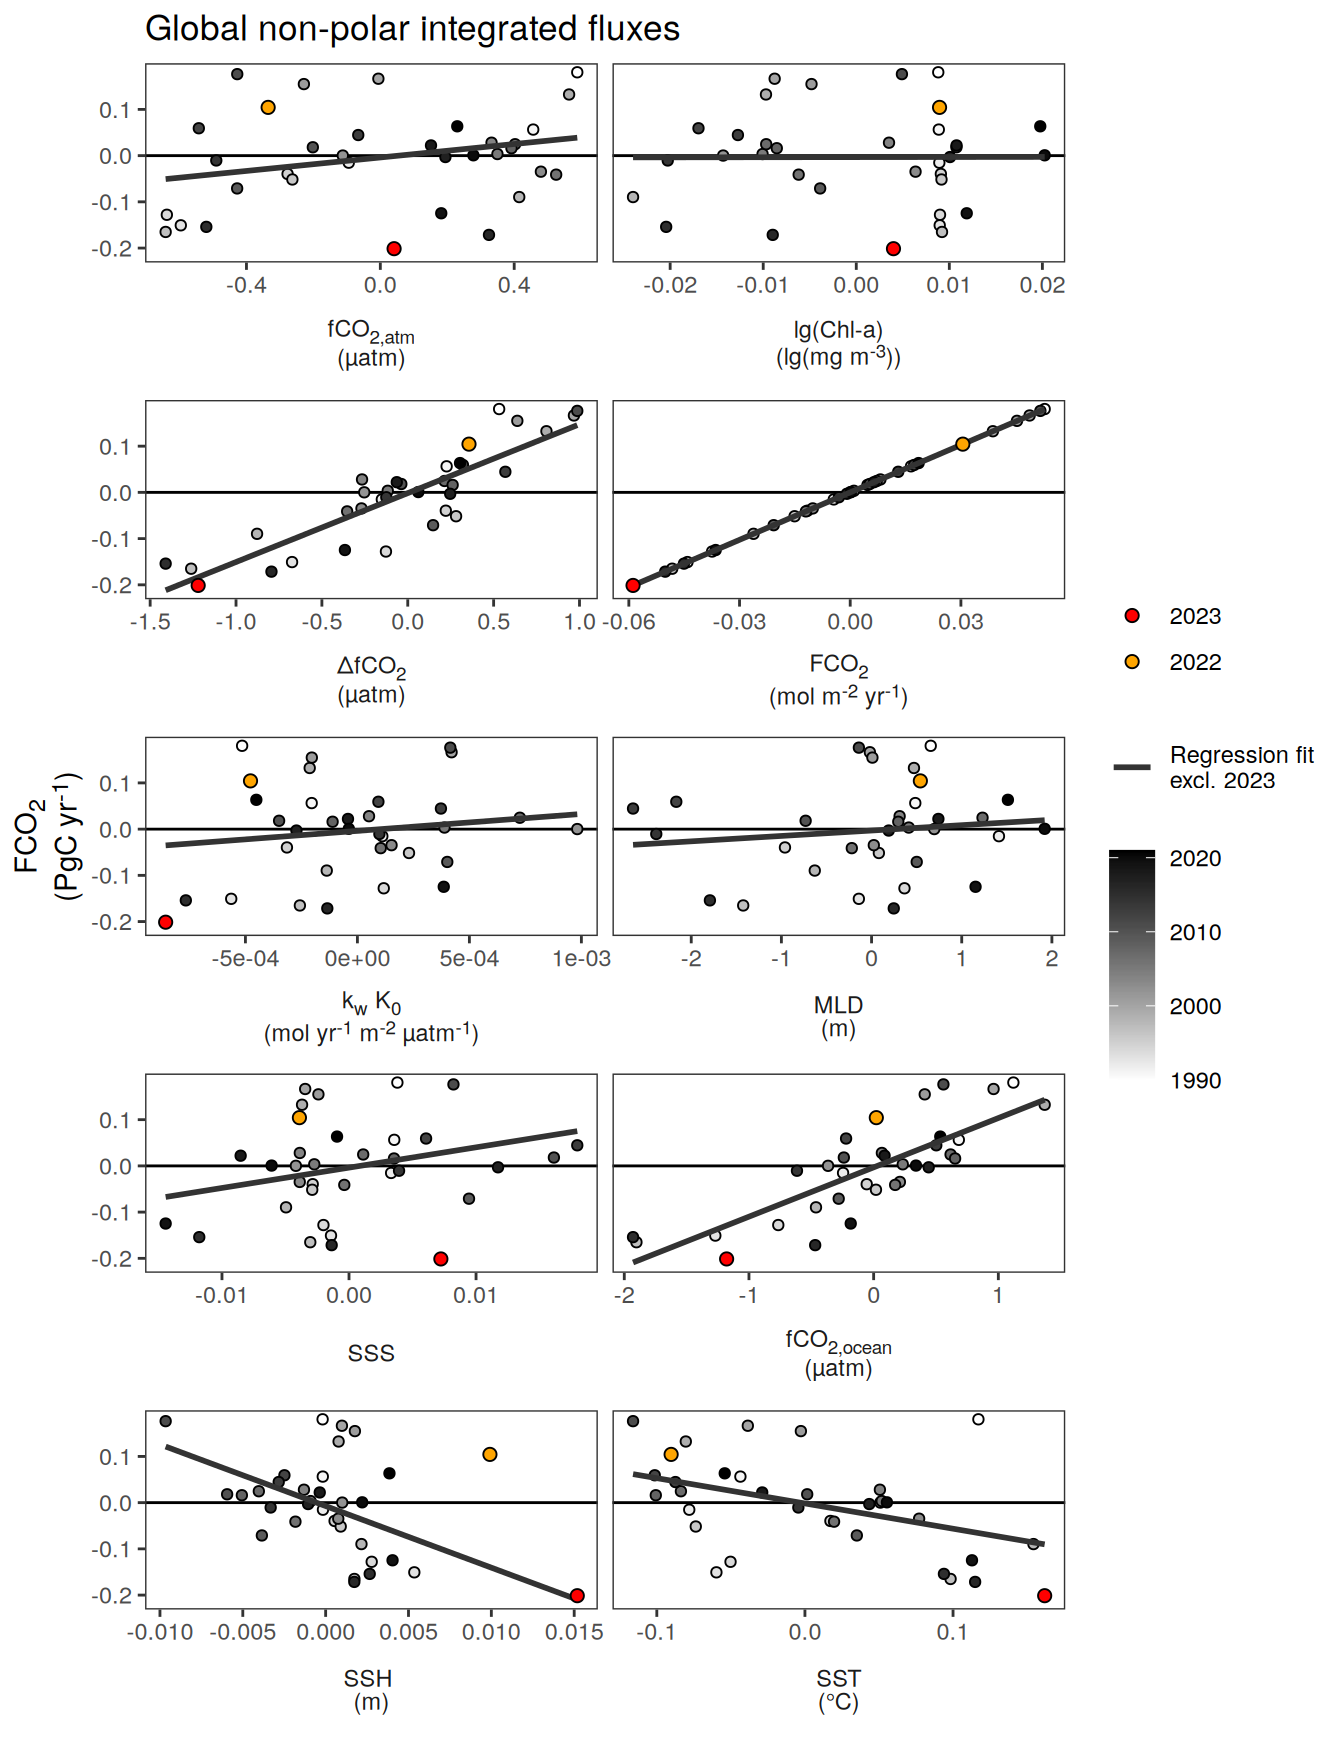 Global non-polar integrated fluxes
0.1
0.0
-0.1
-0.2
-0.4 0.0 0.4
-0.02 -0.01 0.00 0.01 0.02
fCO2,atm
(µatm)
lg(Chl-a)
(lg(mg m-3))
0.1
0.0
-0.1
-0.2
-1.5 -1.0 -0.5 0.0 0.5 1.0
-0.06 -0.03 0.00 0.03
ΔfCO2
(µatm)
FCO2
(mol m-2 yr-1)
2023
2022
Regression fit
excl. 2023
2020
2010
2000
1990
FCO2
(PgC yr-1)
0.1
0.0
-0.1
-0.2
-5e-04 0e+00 5e-04 1e-03
-2 -1 0 1 2
kw K0
(mol yr-1 m-2 µatm-1)
MLD
(m)
0.1
0.0
-0.1
-0.2
-0.01 0.00 0.01
-2 -1 0 1
SSS
fCO2,ocean
(µatm)
0.1
0.0
-0.1
-0.2
-0.010 -0.005 0.000 0.005 0.010 0.015
-0.1 0.0 0.1
SSH
(m)
SST
(°C)